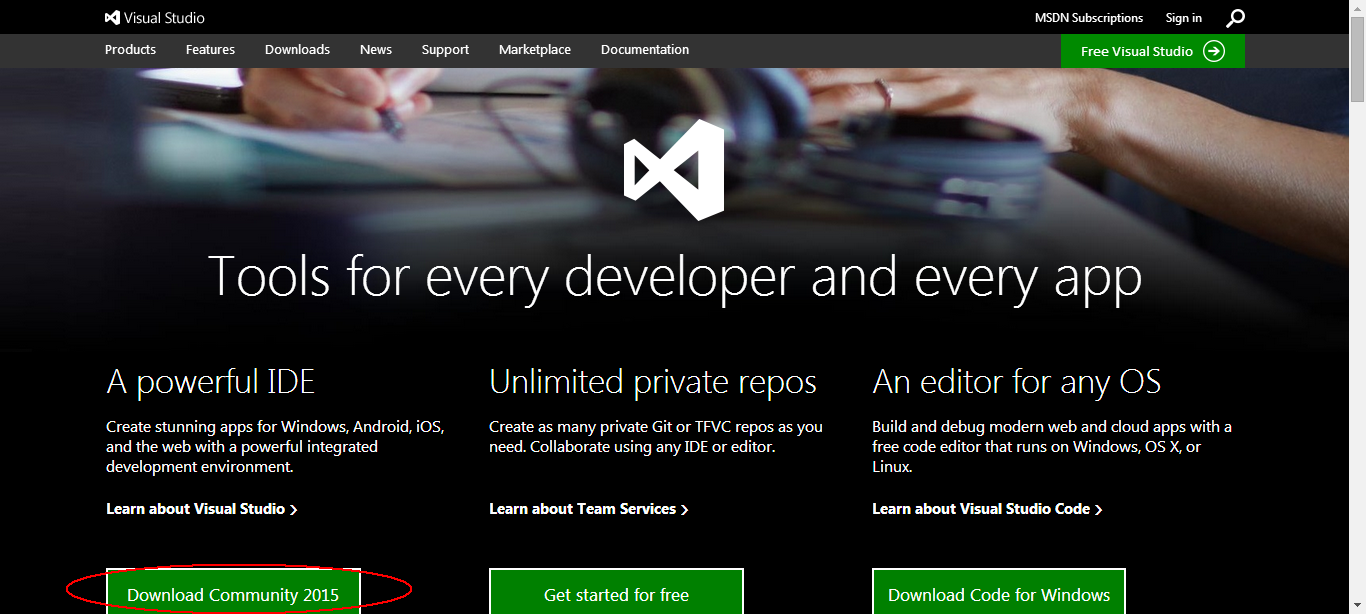 Visual Studio
MSDN Subscriptions Sign in
Products Features Downloads News Support Marketplace Documentation
Free Visual Studio
Tools for every developer and every app
A powerful IDE
Create stunning apps for Windows, Android, iOS,
and the web with a powerful integrated
development environment.
Learn about Visual Studio
Download Community 2015
Unlimited private repos
Create as many private Git or TFVC repos as you
need. Collaborate using any IDE or editor.
Learn about Team Services
Get started for free
An editor for any OS
Build and debug modern web and cloud apps with a
free code editor that runs on Windows, OS X, or
Linux.
Learn about Visual Studio Code
Download Code for Windows